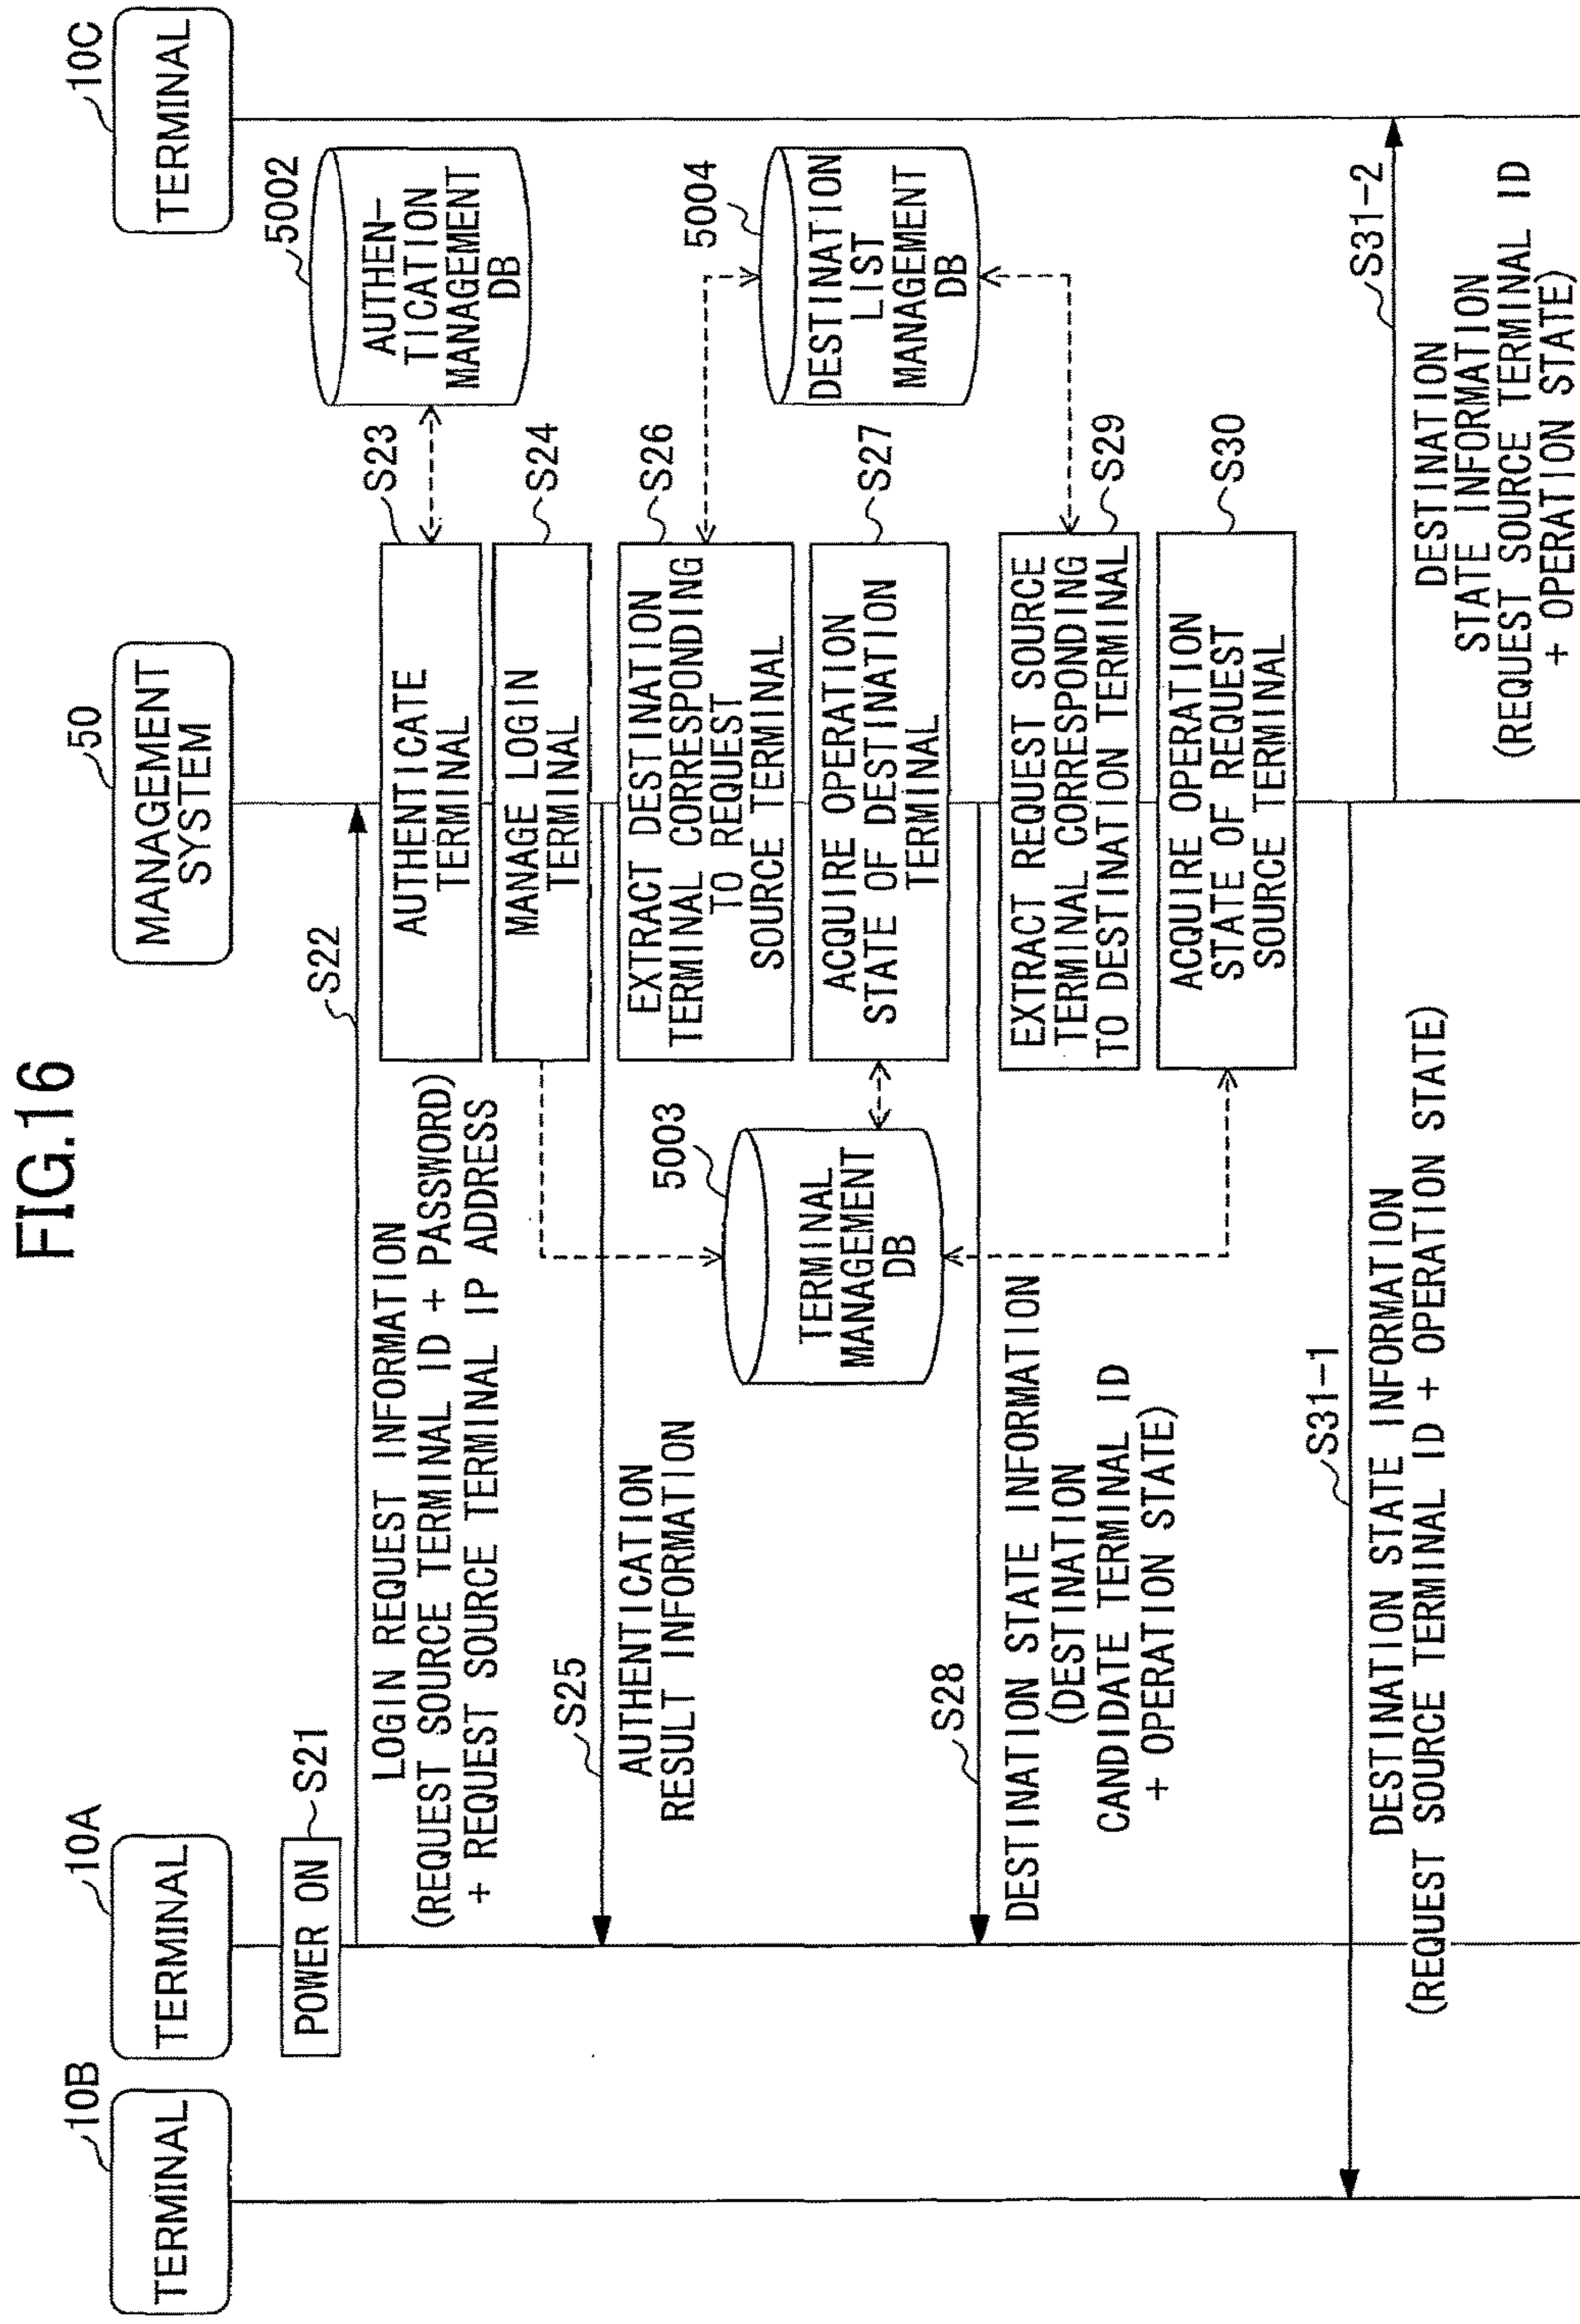 FIG.16
10B
TERMINAL
10A
TERMINAL
50
MANAGEMENT
SYSTEM
10C
TERMINAL
POWER ON
S21
S22
LOGIN REQUEST INFORMATION
(REQUEST SOURCE TERMINAL ID + PASSWORD)
+ REQUEST SOURCE TERMINAL IP ADDRESS
AUTHENTICATE
TERMINAL
S23
5002
AUTHEN-
TICATION
MANAGEMENT
DB
MANAGE LOGIN
TERMINAL
S24
S25
AUTHENTICATION
RESULT INFORMATION
EXTRACT DESTINATION
TERMINAL CORRESPONDING
TO REQUEST
SOURCE TERMINAL
S26
5003
TERMINAL
MANAGEMENT
DB
5004
DESTINATION
LIST
MANAGEMENT
DB
ACQUIRE OPERATION
STATE OF DESTINATION
TERMINAL
S27
S28
DESTINATION STATE INFORMATION
(DESTINATION
CANDIDATE TERMINAL ID
+ OPERATION STATE)
EXTRACT REQUEST SOURCE
TERMINAL CORRESPONDING
TO DESTINATION TERMINAL
S29
ACQUIRE OPERATION
STATE OF REQUEST
SOURCE TERMINAL
S30
S31-1
DESTINATION STATE INFORMATION
(REQUEST SOURCE TERMINAL ID + OPERATION STATE)
S31-2
DESTINATION
STATE INFORMATION
(REQUEST SOURCE TERMINAL ID
+ OPERATION STATE)